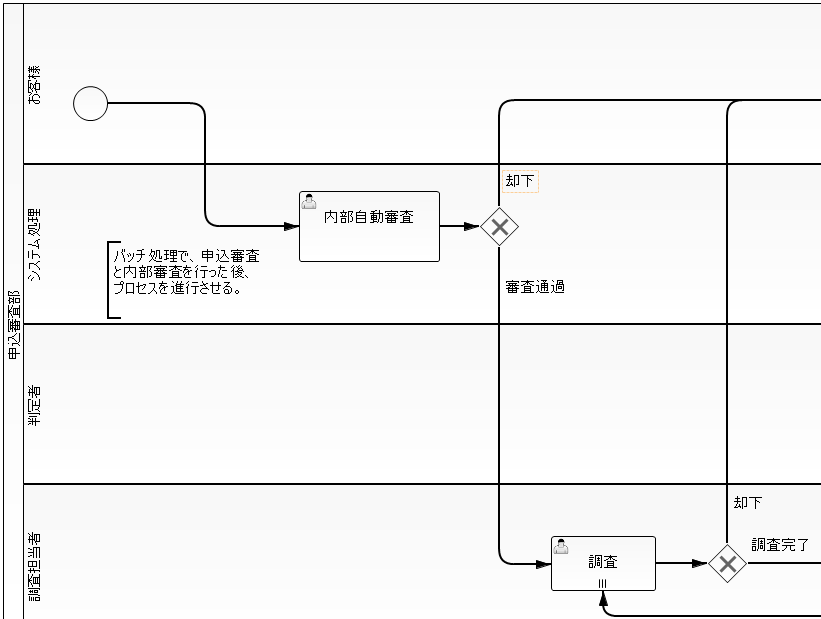 申込審査部
お客様
システム処理
内部自動審査
却下
バッチ処理で、申込審査
と内部審査を行った後、
プロセスを進行させる。
審査通過
判定者
調査担当者
調査
却下
調査完了